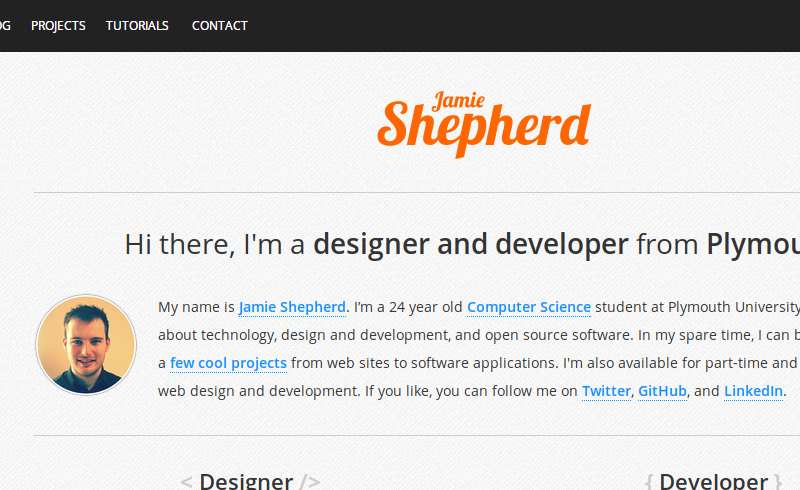 OG PROJECTS TUTORIALS CONTACT
Jamie
Shepherd
Hi there, I'm a designer and developer from Plymou
My name is Jamie Shepherd. I'm a 24 year old Computer Science student at Plymouth University
about technology, design and development, and open source software. In my spare time, I can b
a few cool projects from web sites to software applications. I'm also available for part-time and
web design and development. If you like, you can follow me on Twitter, GitHub, and LinkedIn.
< Designer /> { Developer }